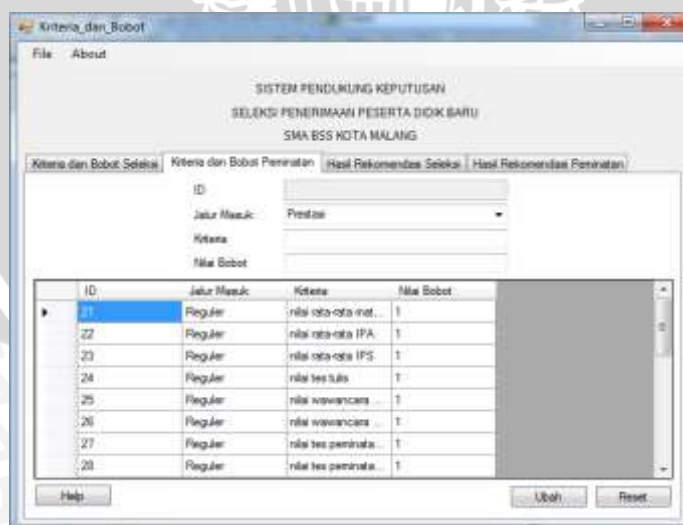 Kriteria_dan_Bobot
File About
SISTEM PENDUKUNG KEPUTUSAN
SELEKSI PENERIMAAN PESERTA DIDIK BARU
SMA BSS KOTA MALANG
Kriteria dan Bobot Seleksi Kriteria dan Bobot Peminatan Hasil Rekomendasi Seleksi Hasil Rekomendasi Peminatan
ID
Jalur Masuk Prestasi
Kriteria
Nilai Bobot
ID Jalur Masuk Kriteria Nilai Bobot
21 Reguler nilai rata-rata mat... 1
22 Reguler nilai rata-rata IPA 1
23 Reguler nilai rata-rata IPS 1
24 Reguler nilai tes tulis 1
25 Reguler nilai wawancara ... 1
26 Reguler nilai wawancara ... 1
27 Reguler nilai tes peminata... 1
28 Reguler nilai tes peminata... 1
Help Ubah Reset